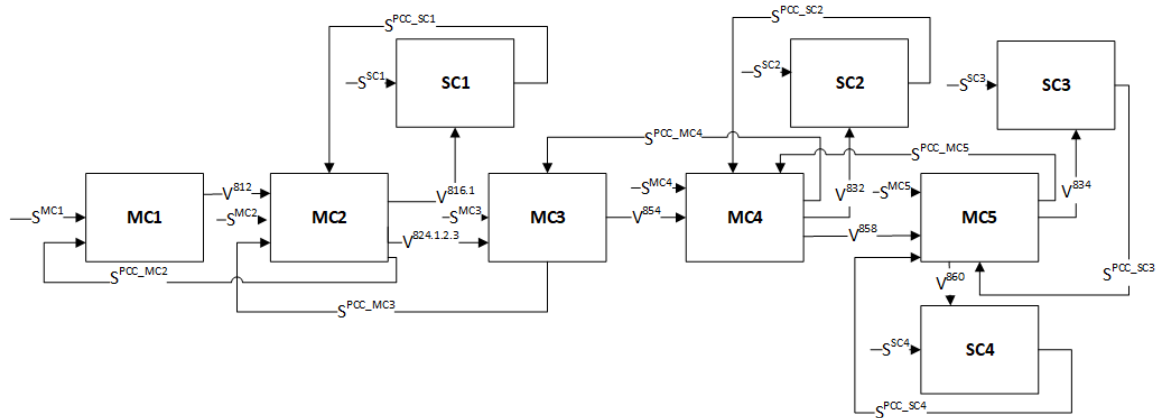 S^PCC_SC1
S^PCC_SC2
S^SC1
SC1
S^SC2
SC2
S^SC3
SC3
S^PCC_MC4
S^PCC_MC5
V^812
V^816.1
S^MC4
V^832
S^MC5
V^834
S^MC1
MC1
S^MC2
MC2
S^MC3
MC3
V^854
MC4
MC5
V^824.1.2.3
V^858
S^PCC_MC2
S^PCC_SC3
V^860
S^PCC_MC3
S^SC4
SC4
S^PCC_SC4